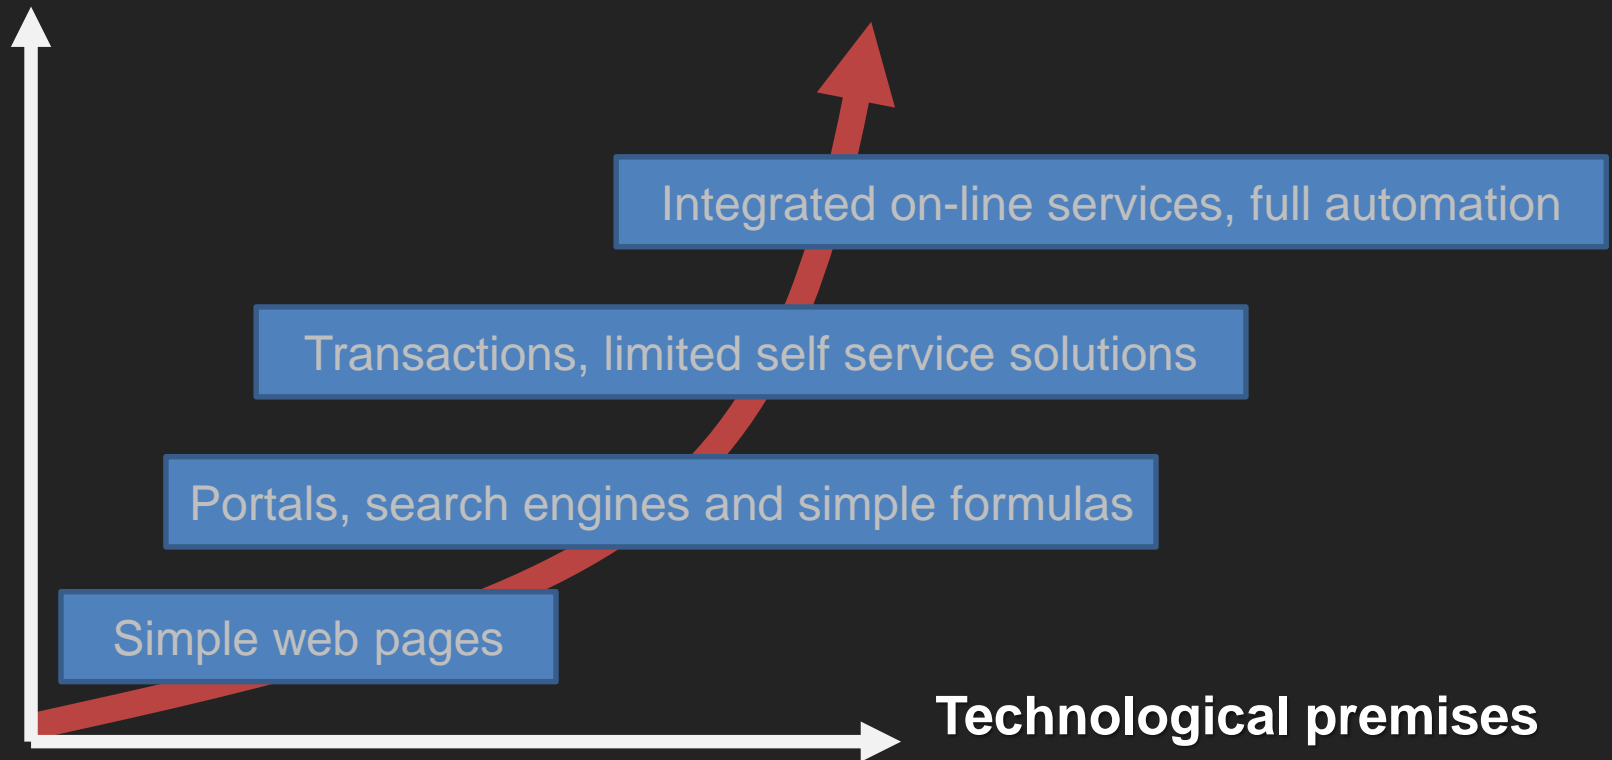 Integrated on-line services, full automation
Transactions, limited self service solutions
Portals, search engines and simple formulas
Simple web pages
Technological premises